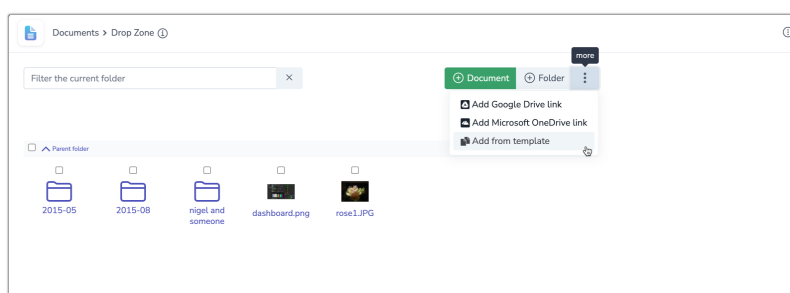 Documents > Drop Zone
more
Filter the current folder
Document
Folder
Add Google Drive link
Add Microsoft OneDrive link
Add from template
Parent folder
2015-05
2015-08
nigel and
someone
dashboard.png
rose1.JPG